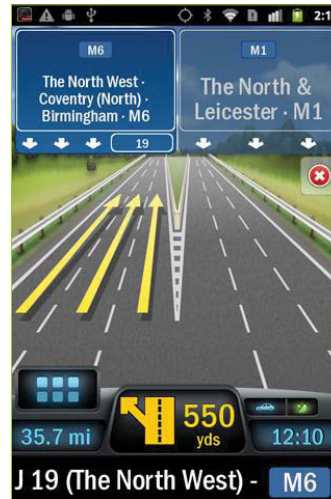 2:1
M6
The North West ·
Coventry (North) ·
Birmingham · M6
19
M1
The North &
Leicester · M1
550
yds
35.7 mi
12:10
J 19 (The North West) - M6